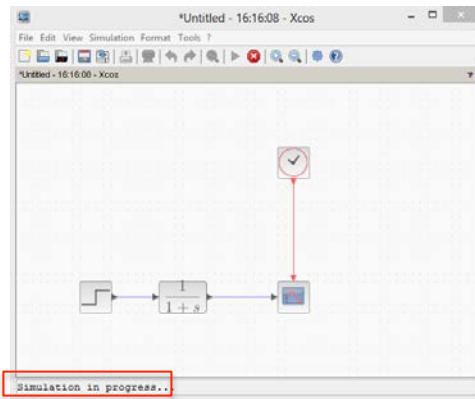 *Untitled - 16:16:08 - Xcos
File Edit View Simulation Format Tools ?
*Untitled - 16:16:08 - Xcos
1
1 + s
Simulation in progress...